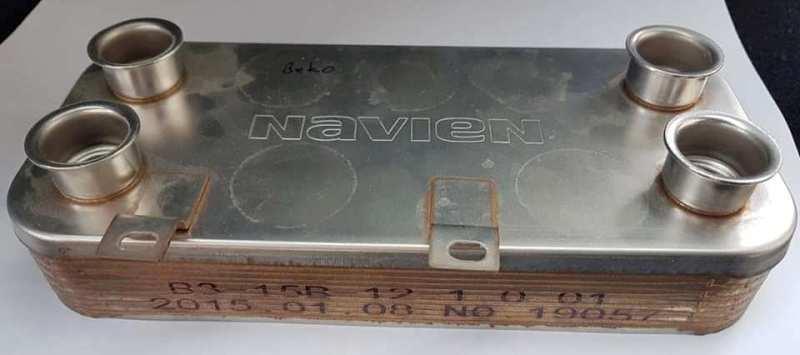 Beko
NAVIEN
B3-15B 12 1 0 01
2015.01.08 NO 19057